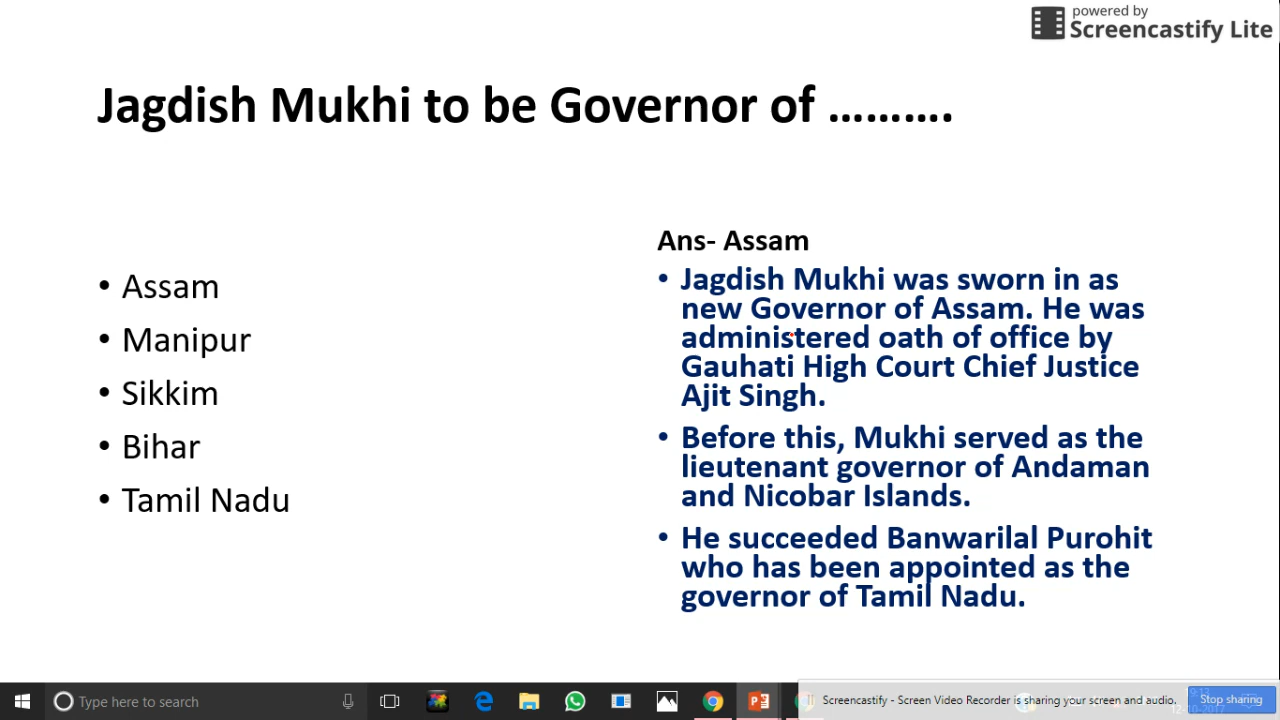 powered by
Screencastify Lite
Jagdish Mukhi to be Governor of ……….
• Assam
• Manipur
• Sikkim
• Bihar
• Tamil Nadu
Ans- Assam
• Jagdish Mukhi was sworn in as
new Governor of Assam. He was
administered oath of office by
Gauhati High Court Chief Justice
Ajit Singh.
• Before this, Mukhi served as the
lieutenant governor of Andaman
and Nicobar Islands.
• He succeeded Banwarilal Purohit
who has been appointed as the
governor of Tamil Nadu.
Type here to search
Screencastify - Screen Video Recorder is sharing your screen and audio.
Stop sharing